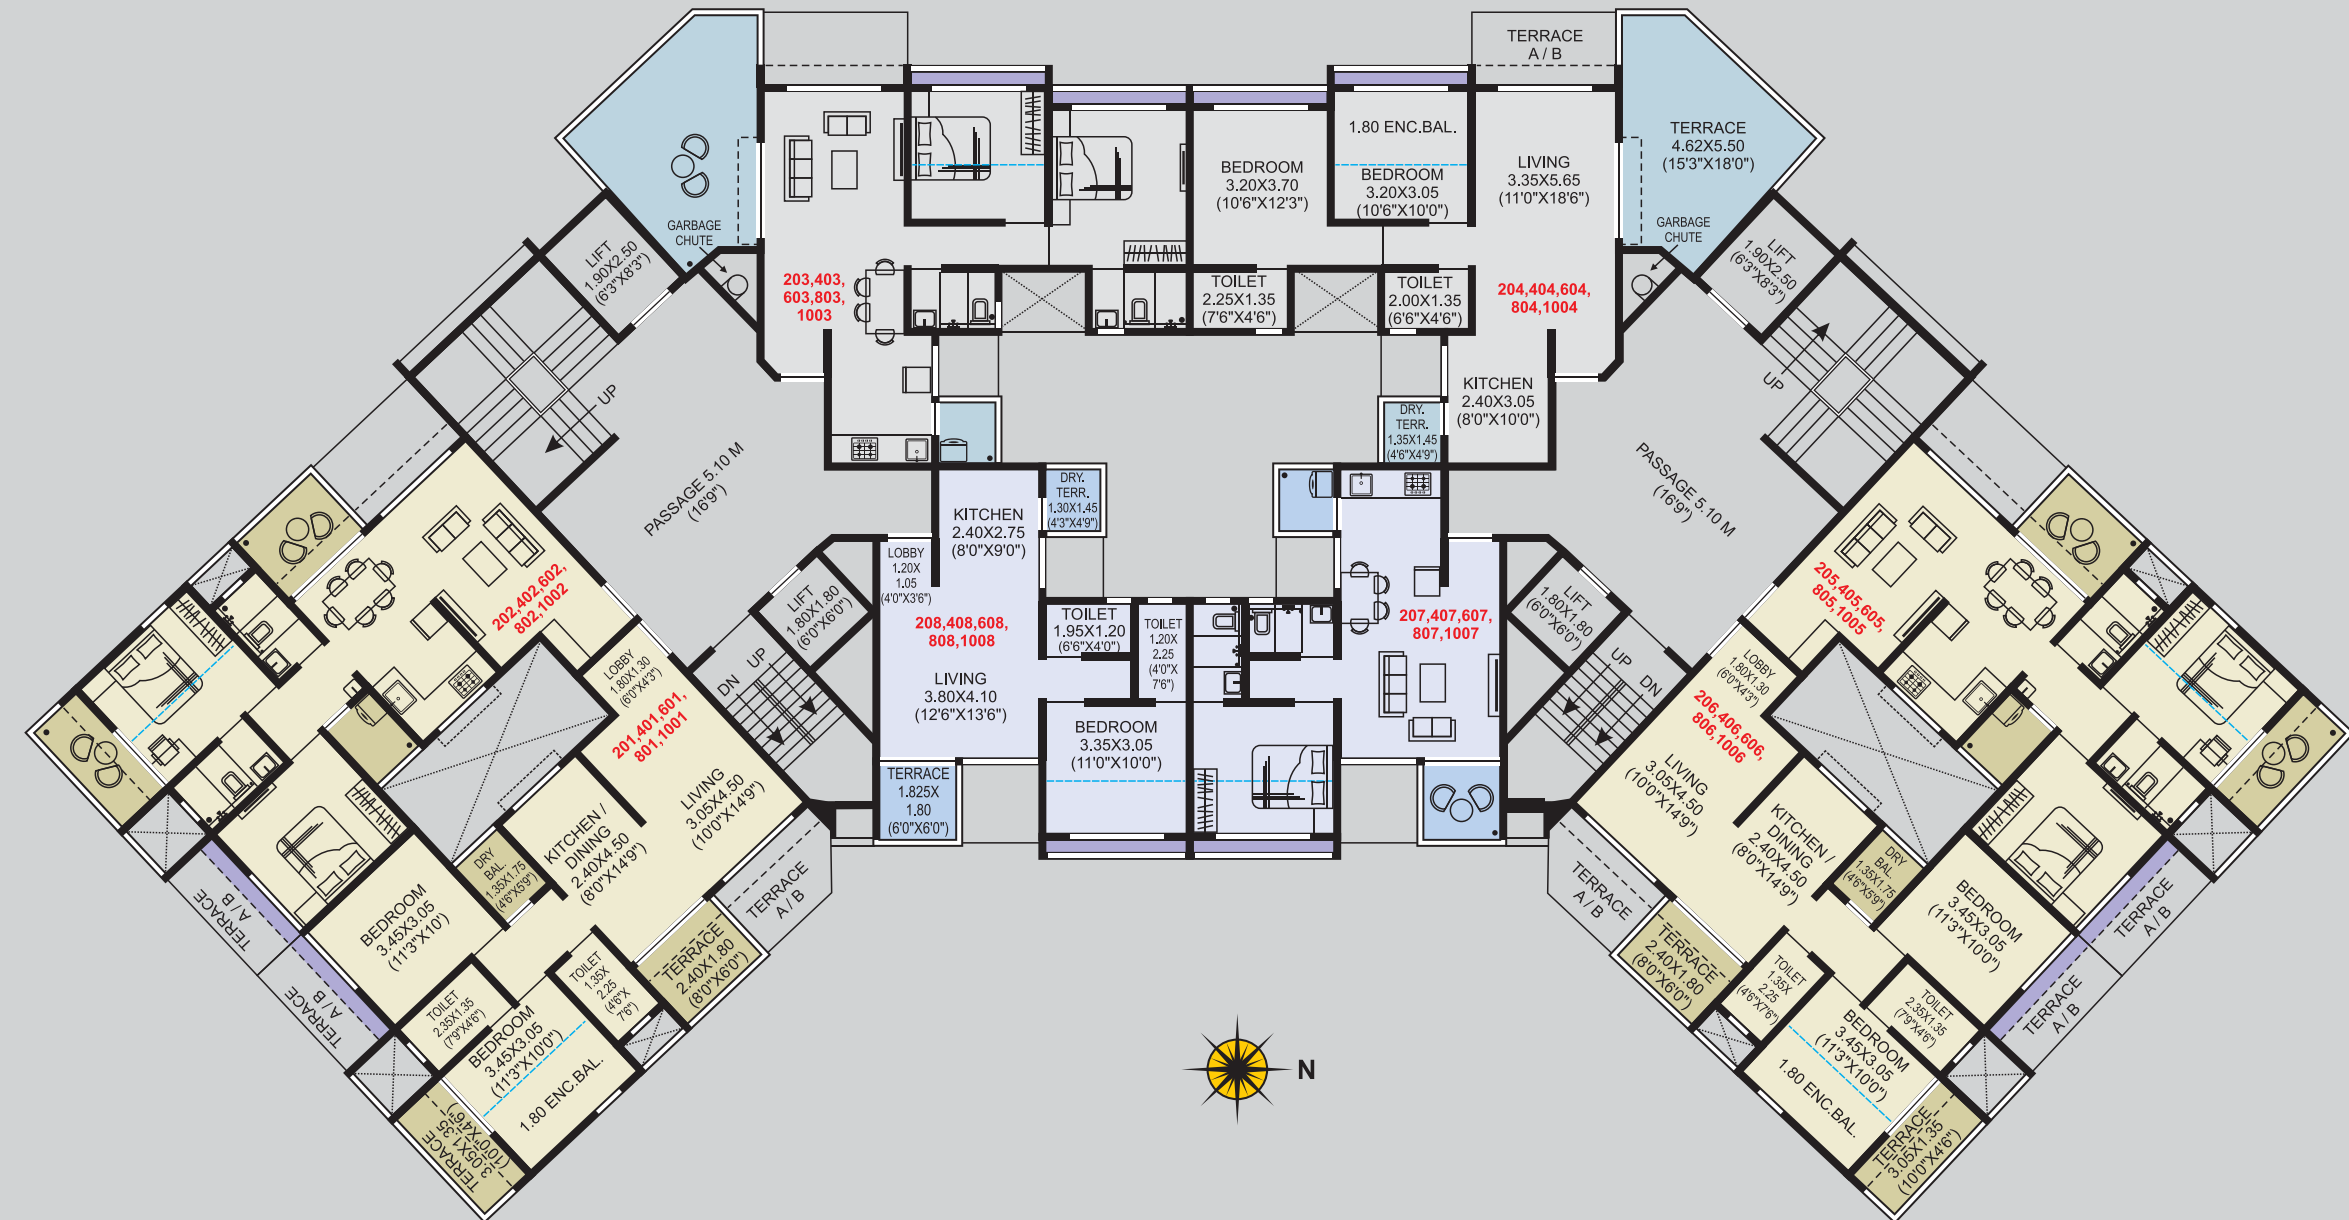 TERRACE
A / B
TERRACE
4.62X5.50
(15'3"X18'0")
1.80 ENC.BAL.
BEDROOM
3.20X3.70
(10'6"X12'3")
BEDROOM
3.20X3.05
(10'6"X10'0")
LIVING
3.35X5.65
(11'0"X18'6")
GARBAGE
CHUTE
GARBAGE
CHUTE
LIFT
1.90X2.50
(6'3"X8'3")
LIFT
1.90X2.50
(6'3"X8'3")
203,403,
603,803,
1003
TOILET
2.25X1.35
(7'6"X4'6")
TOILET
2.00X1.35
(6'6"X4'6")
204,404,604,
804,1004
UP
UP
KITCHEN
2.40X3.05
(8'0"X10'0")
DRY.
TERR.
1.35X1.45
(4'6"X4'9")
PASSAGE 5.10 M
(16'9")
PASSAGE 5.10 M
(16'9")
DRY.
TERR.
1.30X1.45
(4'3"X4'9")
KITCHEN
2.40X2.75
(8'0"X9'0")
LOBBY
1.20X
1.05
(4'0"X3'6")
LIFT
1.80X1.80
(6'0"X6'0")
LIFT
1.80X1.80
(6'0"X6'0")
202,402,602,
802,1002
205,405,605,
805,1005
208,408,608,
808,1008
207,407,607,
807,1007
TOILET
1.95X1.20
(6'6"X4'0")
TOILET
1.20X
2.25
(4'0"X
7'6")
LIVING
3.80X4.10
(12'6"X13'6")
BEDROOM
3.35X3.05
(11'0"X10'0")
TERRACE
1.825X
1.80
(6'0"X6'0")
UP
DN
UP
DN
LOBBY
1.80X1.30
(6'0"X4'3")
LOBBY
1.80X1.30
(6'0"X4'3")
201,401,601,
801,1001
206,406,606,
806,1006
LIVING
3.05X4.50
(10'0"X14'9")
LIVING
3.05X4.50
(10'0"X14'9")
KITCHEN /
DINING
2.40X4.50
(8'0"X14'9")
KITCHEN /
DINING
2.40X4.50
(8'0"X14'9")
DRY
BAL.
1.35X1.75
(4'6"X5'9")
DRY
BAL.
1.35X1.75
(4'6"X5'9")
TERRACE
A / B
TERRACE
A / B
TERRACE
A / B
TERRACE
A / B
TERRACE
A / B
TERRACE
A / B
BEDROOM
3.45X3.05
(11'3"X10')
BEDROOM
3.45X3.05
(11'3"X10'0")
TERRACE
2.40X1.80
(8'0"X6'0")
TERRACE
2.40X1.80
(8'0"X6'0")
TOILET
1.35X
2.25
(4'6"X
7'6")
TOILET
1.35X
2.25
(4'6"X7'6")
TOILET
2.35X1.35
(7'9"X4'6")
TOILET
2.35X1.35
(7'9"X4'6")
BEDROOM
3.45X3.05
(11'3"X10'0")
1.80 ENC.BAL.
BEDROOM
3.45X3.05
(11'3"X10'0")
1.80 ENC.BAL.
TERRACE
3.05X1.35
(10'0"X4'6")
TERRACE
3.05X1.35
(10'0"X4'6")
N